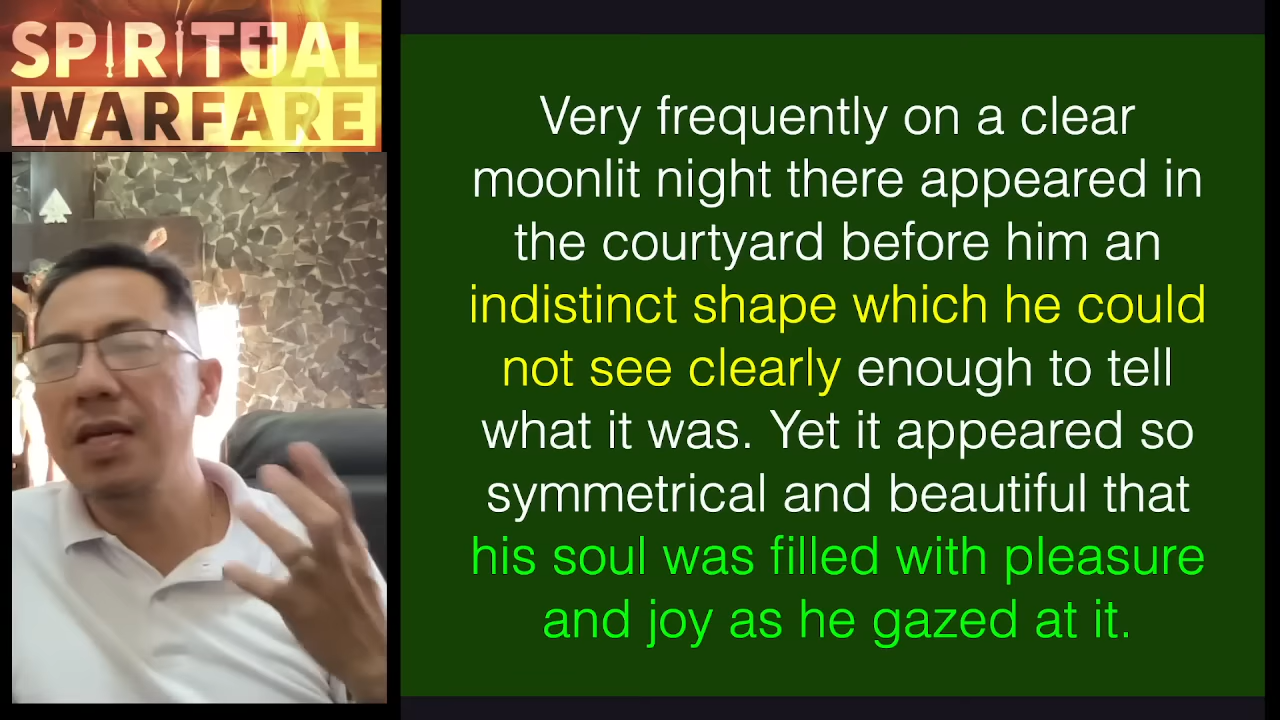 SPIRITUAL
WARFARE
Very frequently on a clear
moonlit night there appeared in
the courtyard before him an
indistinct shape which he could
not see clearly enough to tell
what it was. Yet it appeared so
symmetrical and beautiful that
his soul was filled with pleasure
and joy as he gazed at it.